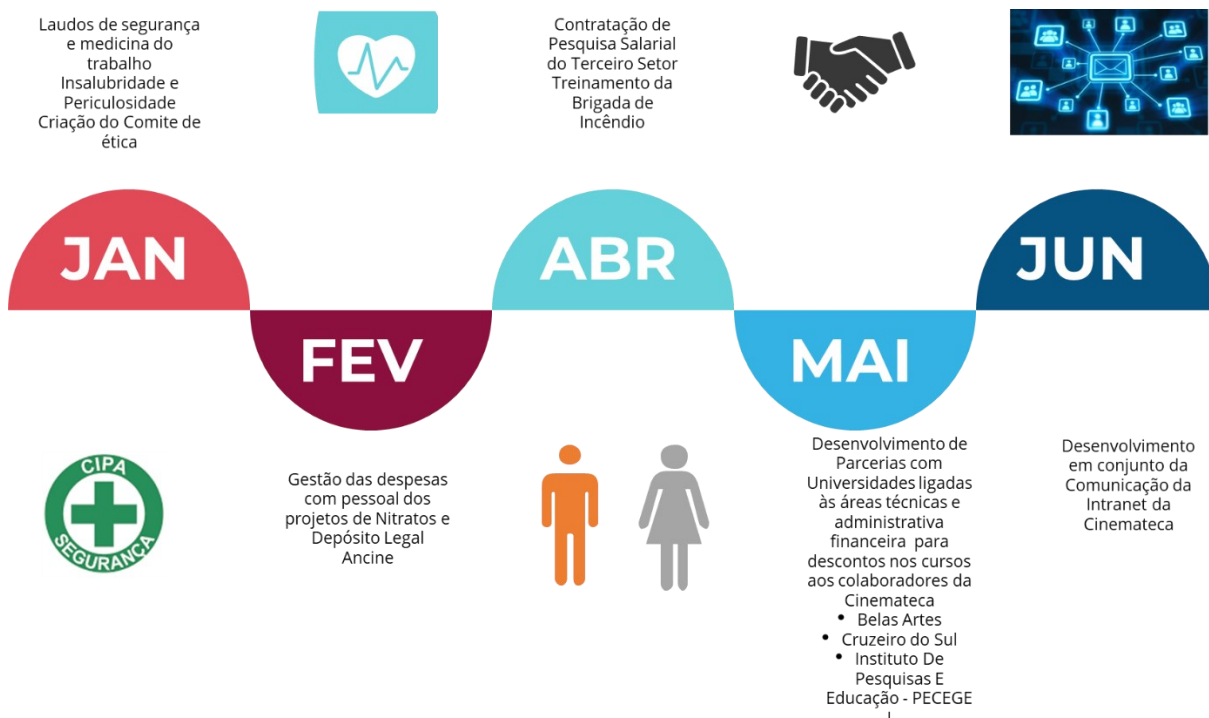 Laudos de segurança
e medicina do
trabalho
Insalubridade e
Periculosidade
Criação do Comite de
ética
Contratação de
Pesquisa Salarial
do Terceiro Setor
Treinamento da
Brigada de
Incêndio
JAN
FEV
ABR
MAI
JUN
CIPA
SEGURANÇA
Gestão das despesas
com pessoal dos
projetos de Nitratos e
Depósito Legal
Ancine
Desenvolvimento de
Parcerias com
Universidades ligadas
às áreas técnicas e
administrativa
financeira para
descontos nos cursos
aos colaboradores da
Cinemateca
• Belas Artes
• Cruzeiro do Sul
• Instituto De
Pesquisas E
Educação - PECEGE
Desenvolvimento
em conjunto da
Comunicação da
Intranet da
Cinemateca